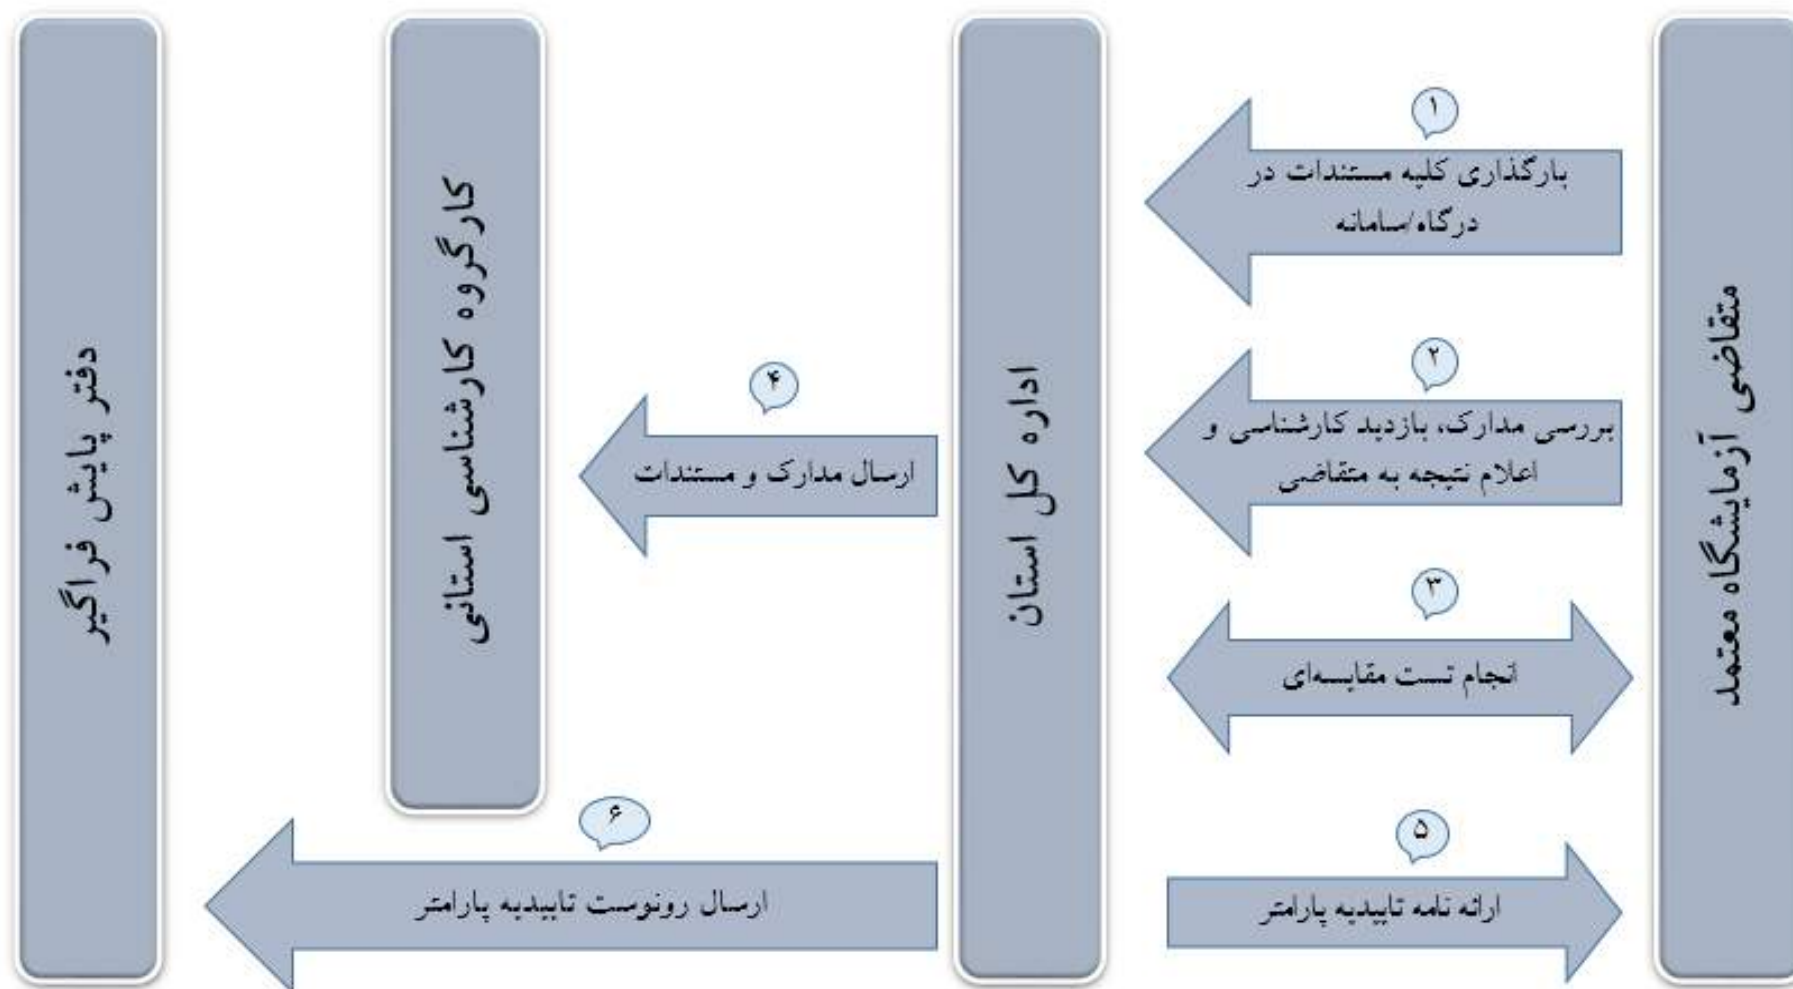 متقاضی آزمایشگاه معتمد
۱
بارگذاری کلیه مستندات در
درگاه/سامانه
۲
بررسی مدارک، بازدید کارشناسی و
اعلام نتیجه به متقاضی
۳
انجام تست مقایسه‌ای
۵
ارائه نامه تاییدیه پارامتر
اداره کل استان
۴
ارسال مدارک و مستندات
۶
ارسال رونوست تاییدیه پارامتر
کارگروه کارشناسی استانی
دفتر پایش فراگیر